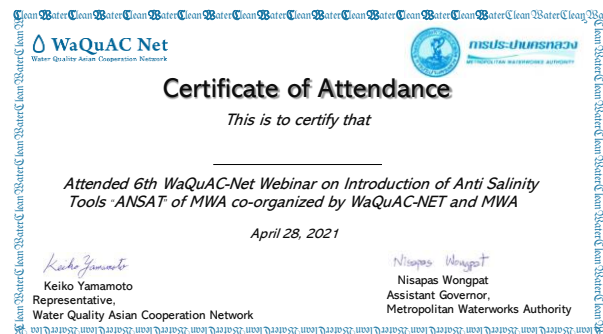 Clean Water Clean Water Clean Water Clean Water Clean Water Clean Water Clean Water Clean Water
WaQuAC Net
Water Quality Asian Cooperation Network
การประปานครหลวง
METROPOLITAN WATERWORKS AUTHORITY
Certificate of Attendance
This is to certify that
Attended 6th WaQuAC-Net Webinar on Introduction of Anti Salinity
Tools "ANSAT" of MWA co-organized by WaQuAC-NET and MWA
April 28, 2021
Keiko Yamamoto
Nisapas Wongpat
Keiko Yamamoto
Representative,
Water Quality Asian Cooperation Network
Nisapas Wongpat
Assistant Governor,
Metropolitan Waterworks Authority